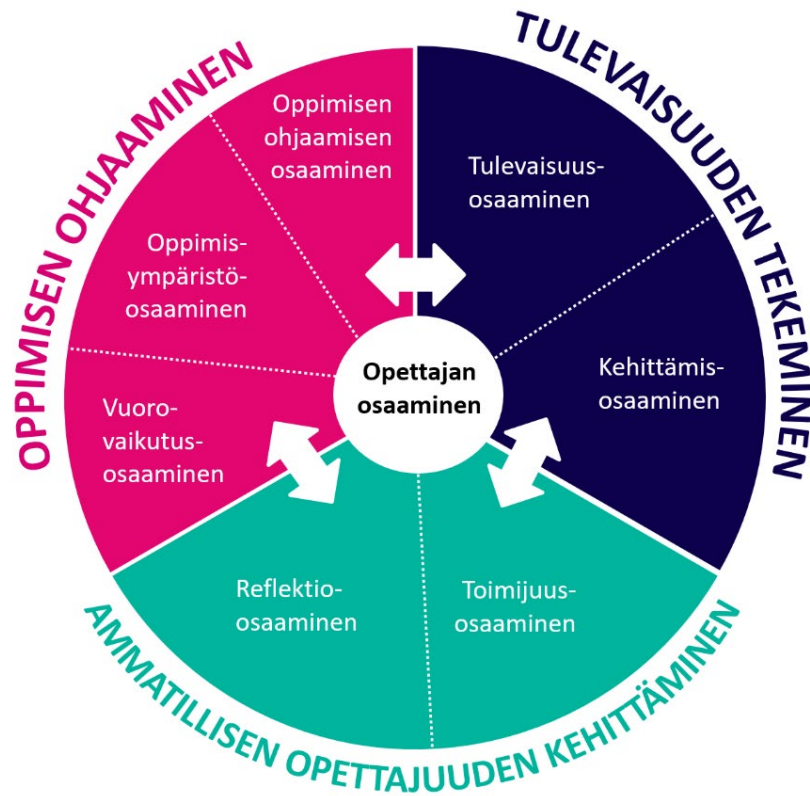 OPPIMISEN OHJAAMINEN
TULEVAISUUDEN TEKEMINEN
Oppimisen
ohjaamisen
osaaminen
Tulevaisuus-
osaaminen
Oppimis-
ympäristö-
osaaminen
Opettajan
osaaminen
Kehittämis-
osaaminen
Vuoro-
vaikutus-
osaaminen
Reflektio-
osaaminen
Toimijuus-
osaaminen
AMMATILLISEN OPETTAJUUDEN KEHITTÄMINEN